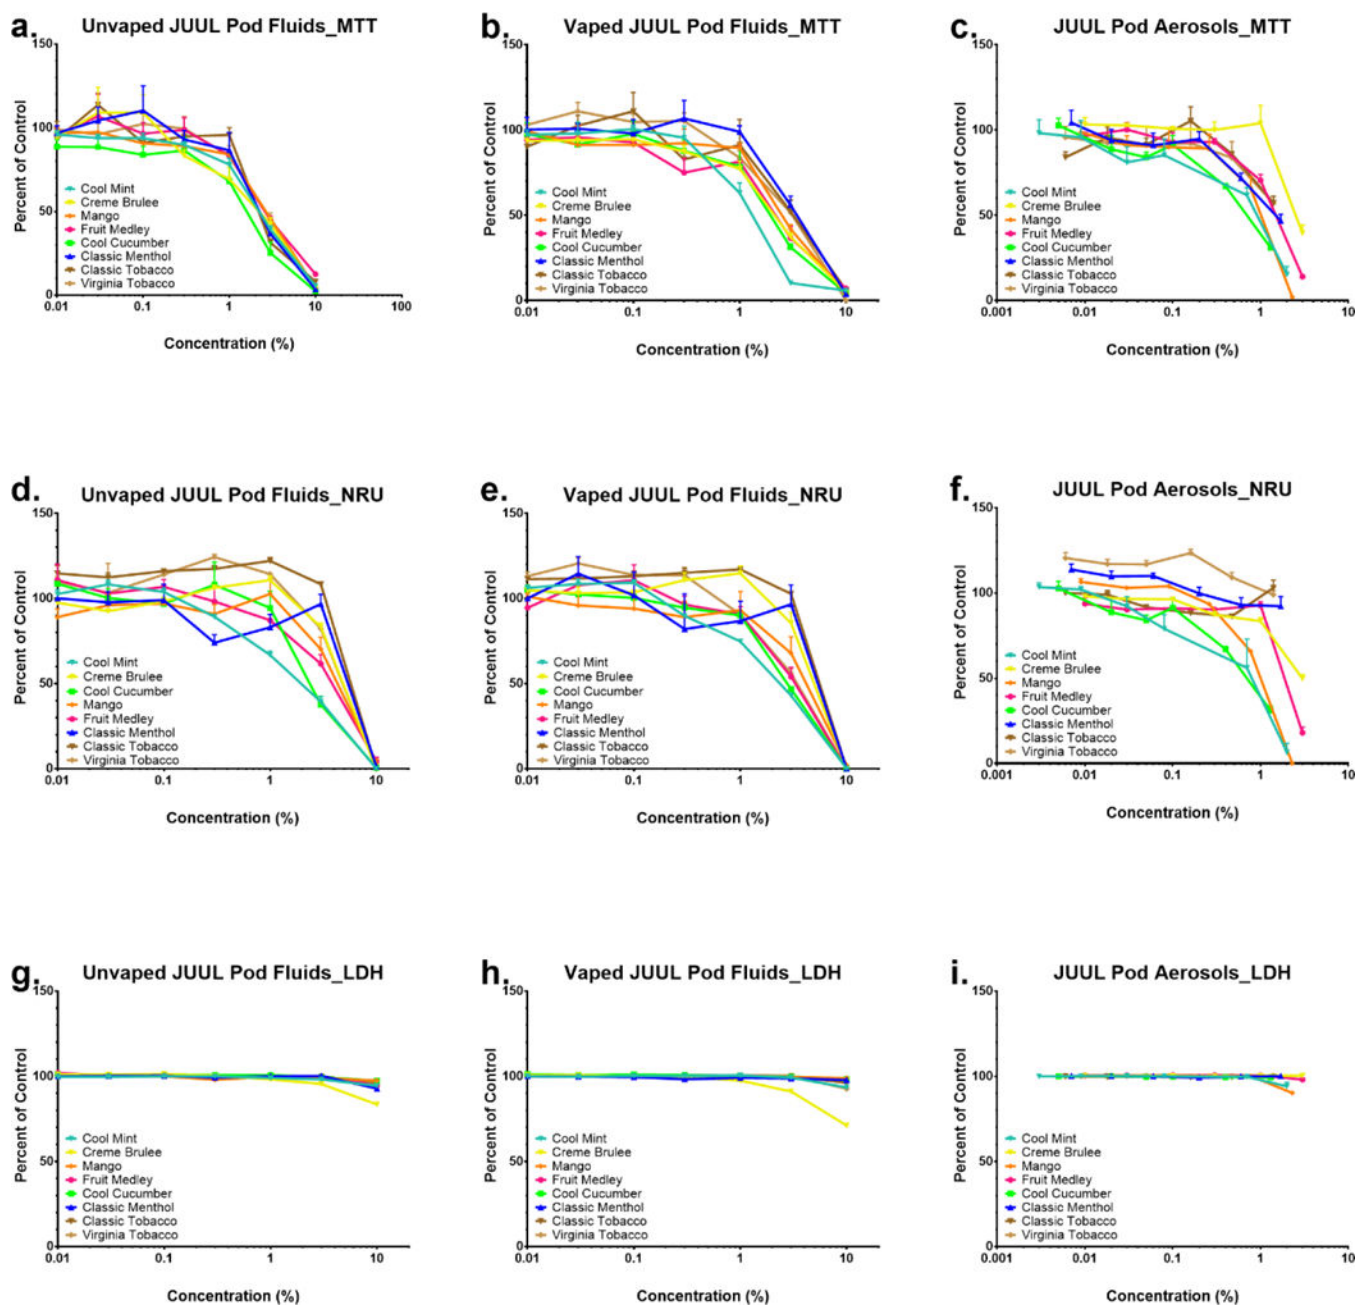 a. Unvaped JUUL Pod Fluids_MTT
150
100
50
0
0.01 0.1 1 10 100
Percent of Control
Concentration (%)
Cool Mint
Creme Brulee
Mango
Fruit Medley
Cool Cucumber
Classic Menthol
Classic Tobacco
Virginia Tobacco
b. Vaped JUUL Pod Fluids_MTT
150
100
50
0
0.01 0.1 1 10
Percent of Control
Concentration (%)
Cool Mint
Creme Brulee
Mango
Fruit Medley
Cool Cucumber
Classic Menthol
Classic Tobacco
Virginia Tobacco
c. JUUL Pod Aerosols_MTT
150
100
50
0
0.001 0.01 0.1 1 10
Percent of Control
Concentration (%)
Cool Mint
Creme Brulee
Mango
Fruit Medley
Cool Cucumber
Classic Menthol
Classic Tobacco
Virginia Tobacco
d. Unvaped JUUL Pod Fluids_NRU
150
100
50
0
0.01 0.1 1 10
Percent of Control
Concentration (%)
Cool Mint
Creme Brulee
Cool Cucumber
Mango
Fruit Medley
Classic Menthol
Classic Tobacco
Virginia Tobacco
e. Vaped JUUL Pod Fluids_NRU
150
100
50
0
0.01 0.1 1 10
Percent of Control
Concentration (%)
Cool Mint
Creme Brulee
Cool Cucumber
Mango
Fruit Medley
Classic Menthol
Classic Tobacco
Virginia Tobacco
f. JUUL Pod Aerosols_NRU
150
100
50
0
0.001 0.01 0.1 1 10
Percent of Control
Concentration (%)
Cool Mint
Creme Brulee
Mango
Fruit Medley
Cool Cucumber
Classic Menthol
Classic Tobacco
Virginia Tobacco
g. Unvaped JUUL Pod Fluids_LDH
150
100
50
0
0.01 0.1 1 10
Percent of Control
Concentration (%)
Cool Mint
Creme Brulee
Mango
Fruit Medley
Cool Cucumber
Classic Menthol
Classic Tobacco
Virginia Tobacco
h. Vaped JUUL Pod Fluids_LDH
150
100
50
0
0.01 0.1 1 10
Percent of Control
Concentration (%)
Cool Mint
Creme Brulee
Mango
Fruit Medley
Cool Cucumber
Classic Menthol
Classic Tobacco
Virginia Tobacco
i. JUUL Pod Aerosols_LDH
150
100
50
0
0.001 0.01 0.1 1 10
Percent of Control
Concentration (%)
Cool Mint
Creme Brulee
Mango
Fruit Medley
Cool Cucumber
Classic Menthol
Classic Tobacco
Virginia Tobacco